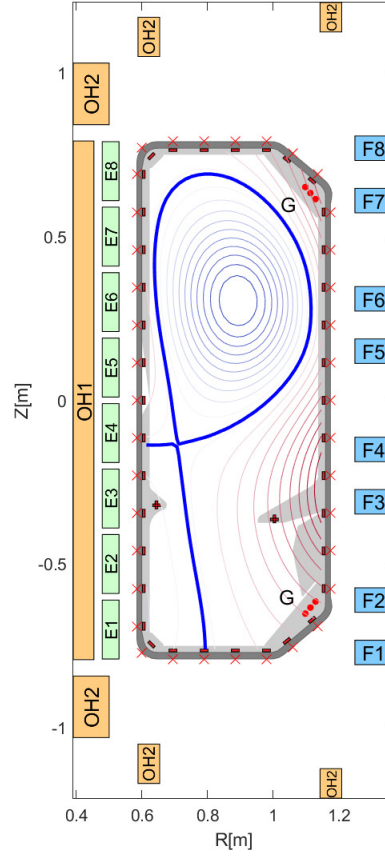 OH2 OH2
1
OH2
F8
E8
F7
G
0.5
E7
E6
F6
E5
F5
OH1
0
E4
F4
E3
F3
-0.5
E2
G
F2
E1
F1
OH2
-1
OH2 OH2
0.4 0.6 0.8 1 1.2
R[m]
Z[m]